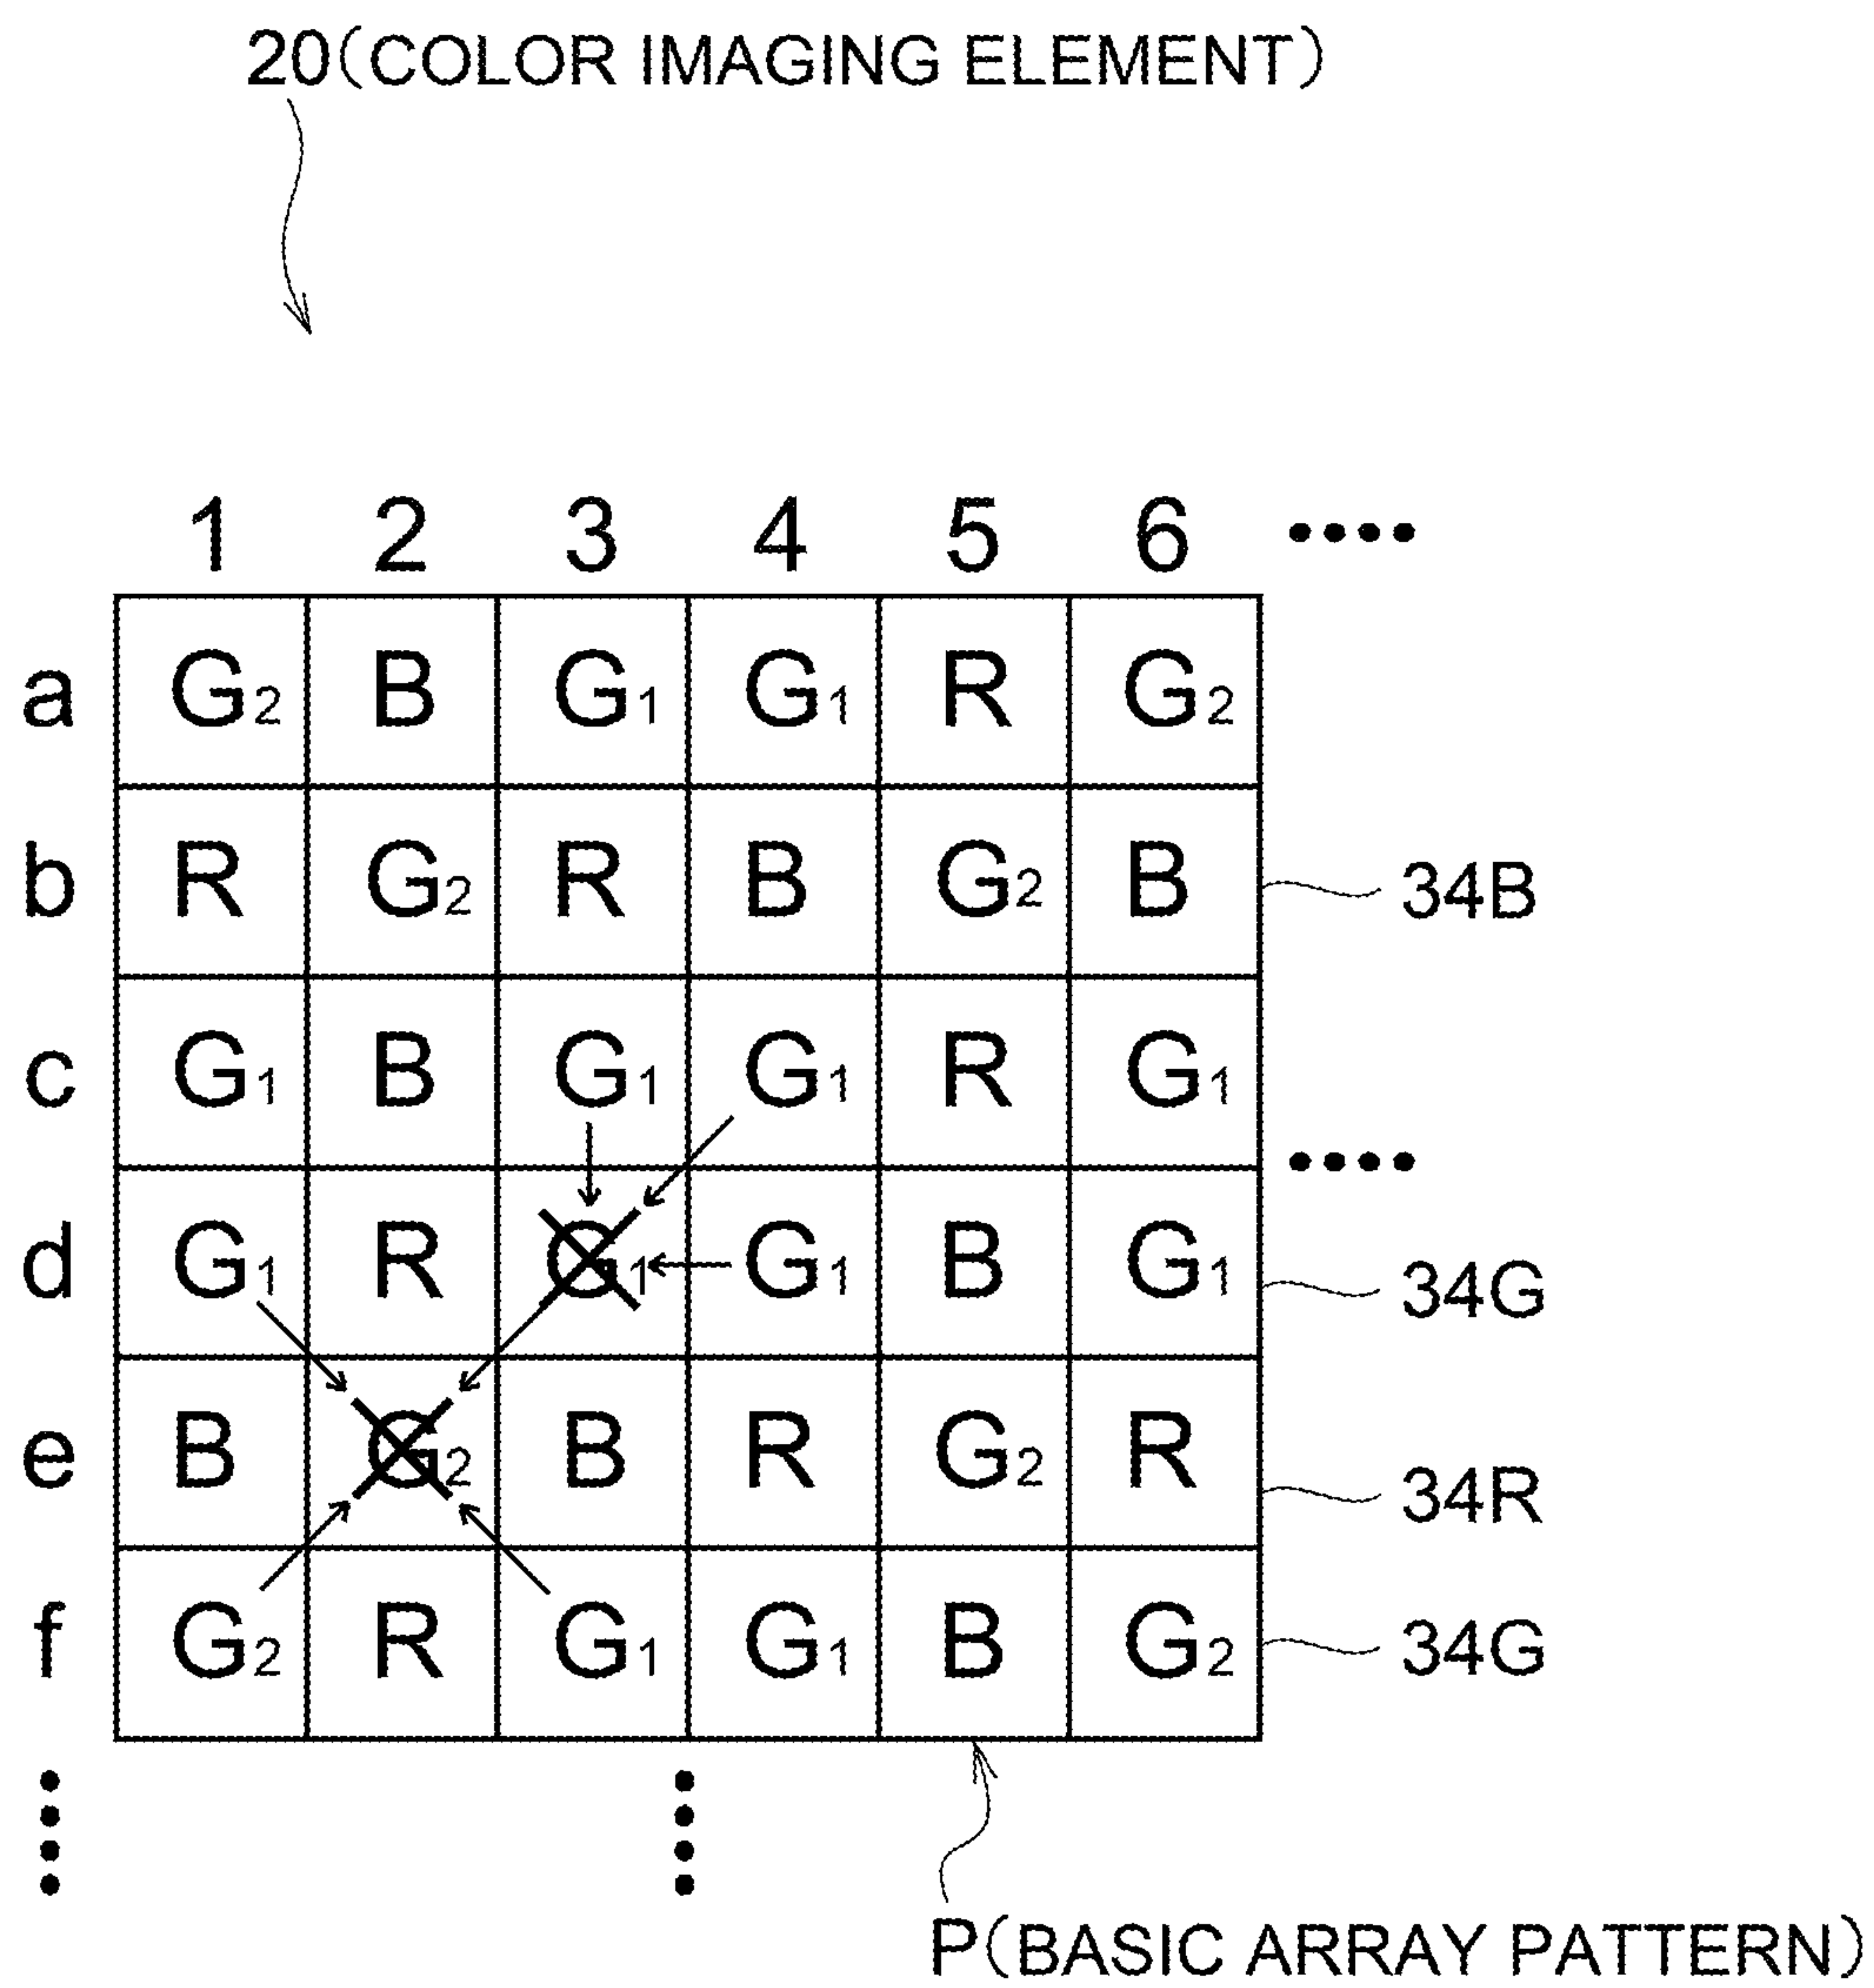 20(COLOR IMAGING ELEMENT)
1 2 3 4 5 6 ••••
a G2 B G1 G1 R G2
b R G2 R B G2 B 34B
c G1 B G1 G1 R G1
••••
d G1 R G1 G1 B G1 34G
e B G2 B R G2 R 34R
f G2 R G1 G1 B G2 34G
P(BASIC ARRAY PATTERN)